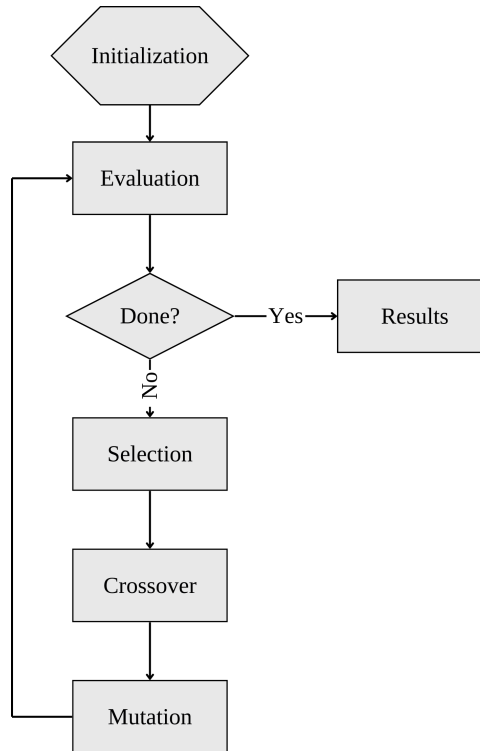 Initialization
Evaluation
Done?
Yes
Results
No
Selection
Crossover
Mutation